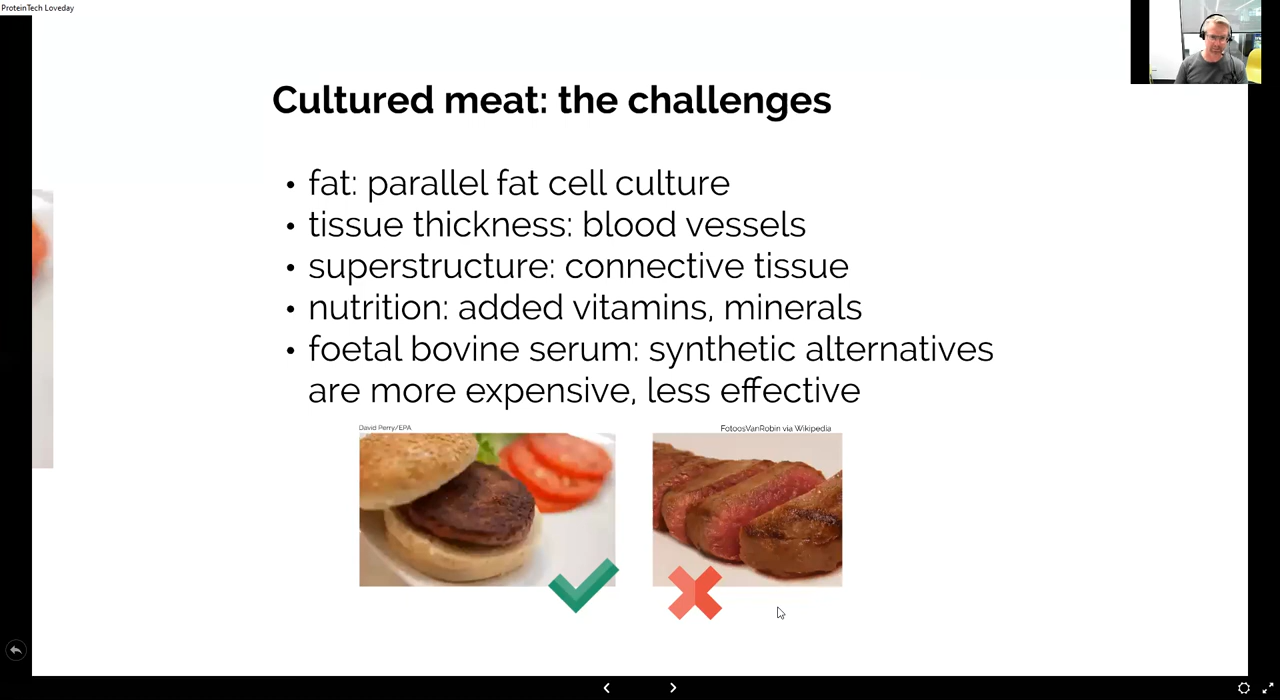 ProteinTech Loveday
Cultured meat: the challenges
• fat: parallel fat cell culture
• tissue thickness: blood vessels
• superstructure: connective tissue
• nutrition: added vitamins, minerals
• foetal bovine serum: synthetic alternatives
are more expensive, less effective
David Perry/EPA
FotoosVanRobin via Wikipedia